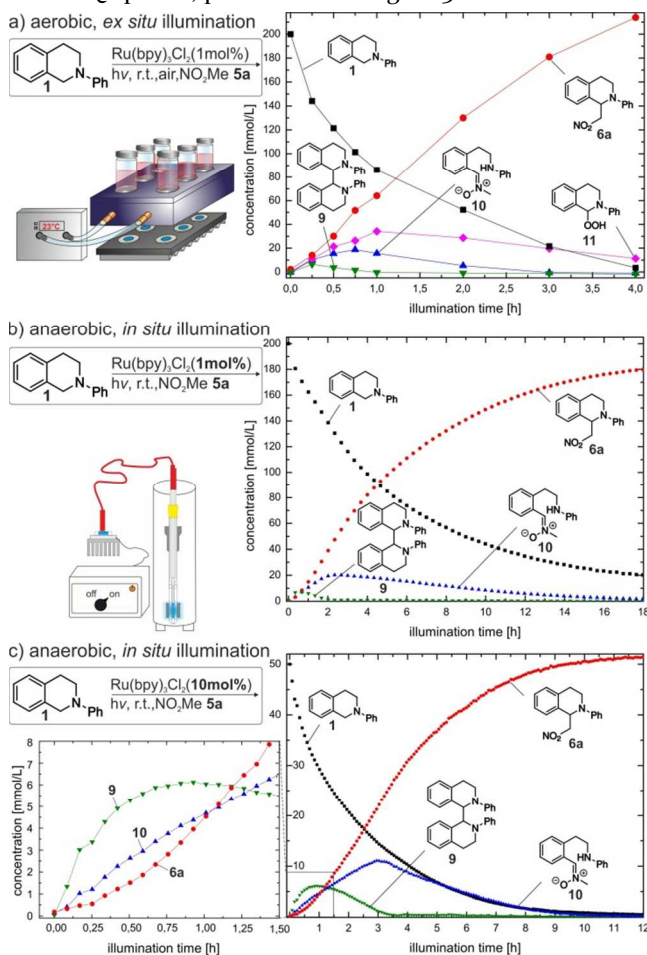 a) aerobic, ex situ illumination
Ru(bpy)₃Cl₂(1mol%)
hv, r.t.,air,NO₂Me 5a
N
Ph
1
23°C
concentration [mmol/L]
200
180
160
140
120
100
80
60
40
20
0
N
Ph
1
N
Ph
N
Ph
9
HN
Ph
⊖O
N⊕
10
N
Ph
NO₂
6a
N
Ph
OOH
11
0,0 0,5 1,0 1,5 2,0 2,5 3,0 3,5 4,0
illumination time [h]
b) anaerobic, in situ illumination
Ru(bpy)₃Cl₂(1mol%)
hv, r.t.,NO₂Me 5a
N
Ph
1
off
on
concentration [mmol/L]
200
180
160
140
120
100
80
60
40
20
0
N
Ph
1
N
Ph
N
Ph
9
N
Ph
NO₂
6a
HN
Ph
⊖O
N⊕
10
0 2 4 6 8 10 12 14 16 18
illumination time [h]
c) anaerobic, in situ illumination
Ru(bpy)₃Cl₂(10mol%)
hv, r.t.,NO₂Me 5a
N
Ph
1
concentration [mmol/L]
8
7
6
5
4
3
2
1
0
9
10
6a
0,00 0,25 0,50 0,75 1,00 1,25 1,50
illumination time [h]
50
40
30
20
10
N
Ph
1
N
Ph
NO₂
6a
N
Ph
N
Ph
9
HN
Ph
⊖O
N⊕
10
0 1 2 3 4 5 6 7 8 9 10 11 12
illumination time [h]